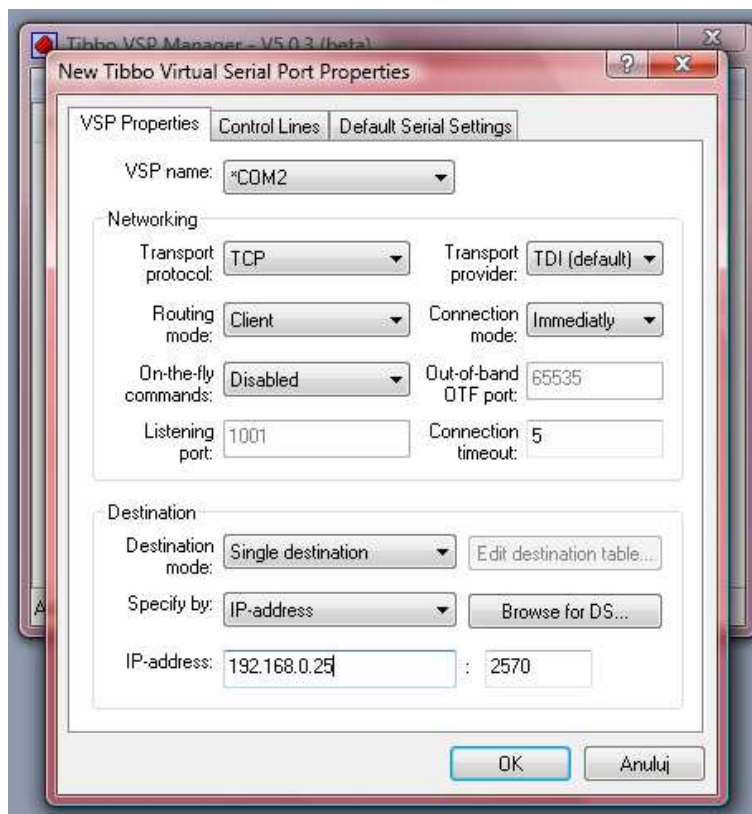 Tibbo VSP Manager - V5.0.3 (beta)
New Tibbo Virtual Serial Port Properties
VSP Properties Control Lines Default Serial Settings
VSP name: *COM2
Networking
Transport protocol: TCP
Transport provider: TDI (default)
Routing mode: Client
Connection mode: Immediatly
On-the-fly commands: Disabled
Out-of-band OTF port: 65535
Listening port: 1001
Connection timeout: 5
Destination
Destination mode: Single destination
Edit destination table...
Specify by: IP-address
Browse for DS...
IP-address: 192.168.0.25 : 2570
OK Anuluj